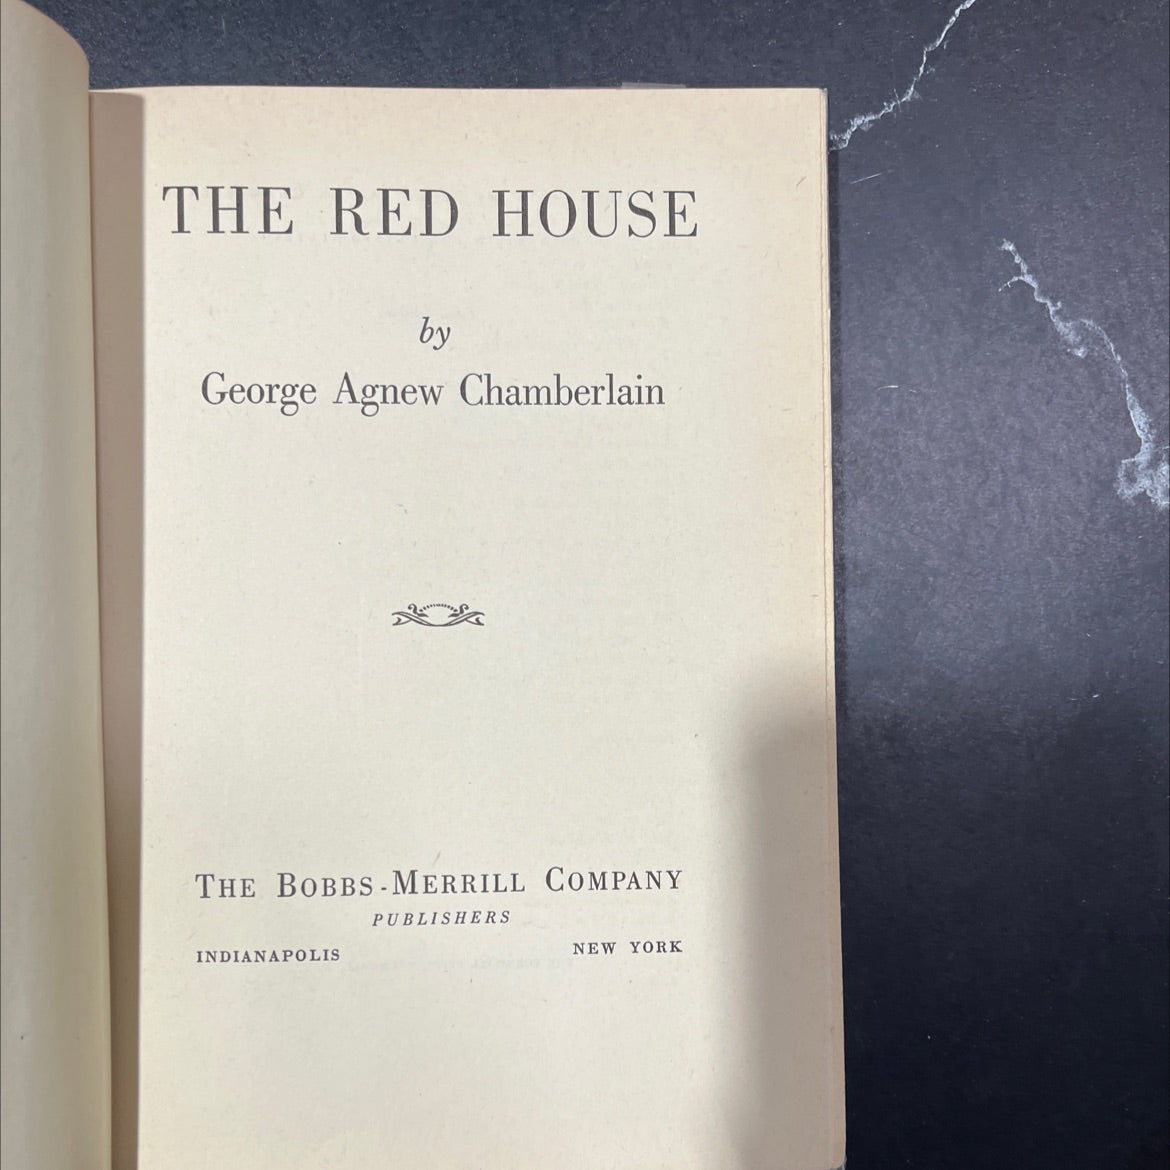 THE RED HOUSE
by
George Agnew Chamberlain
THE BOBBS-MERRILL COMPANY
PUBLISHERS
INDIANAPOLIS NEW YORK